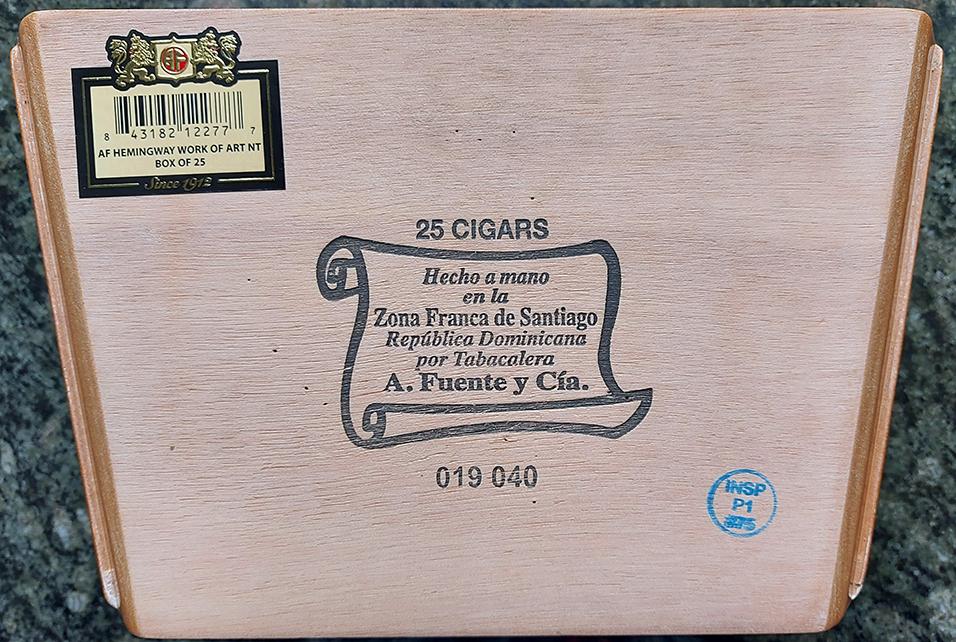 8 43182 12277 7
AF HEMINGWAY WORK OF ART NT
BOX OF 25
Since 1912
25 CIGARS
Hecho a mano
en la
Zona Franca de Santiago
República Dominicana
por Tabacalera
A. Fuente y Cía.
019 040
INSP
P1